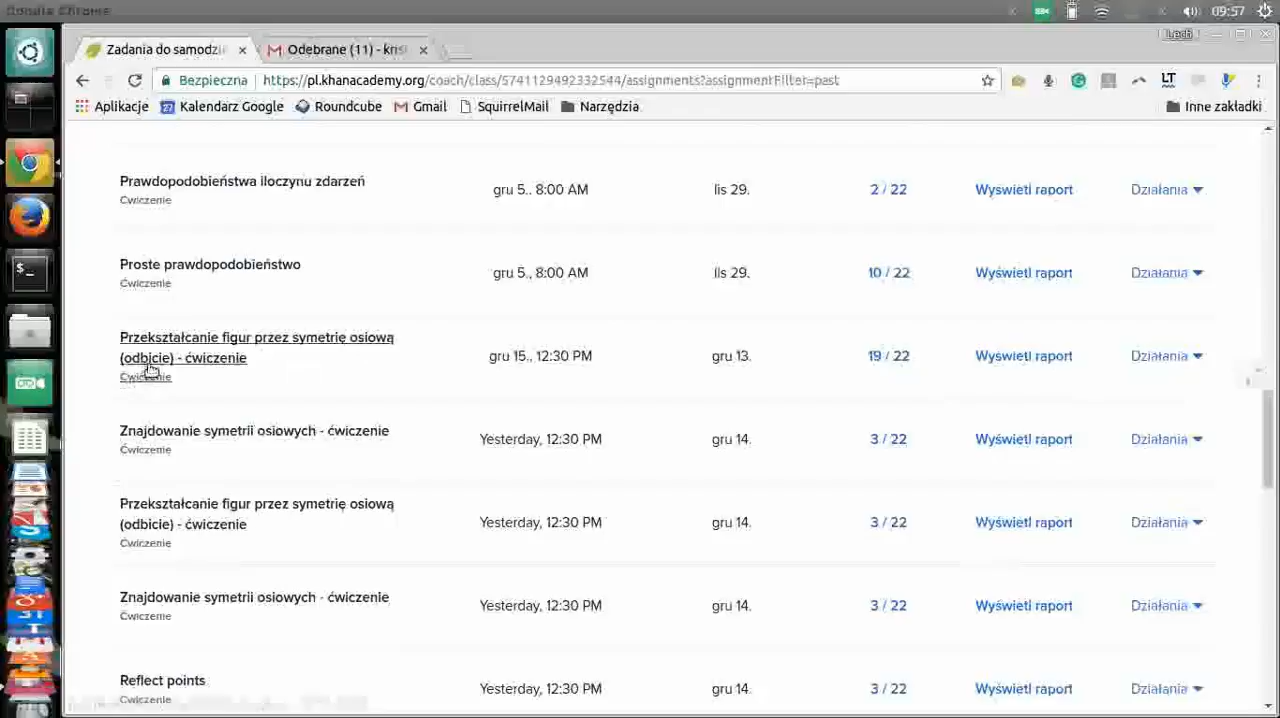 09:57
Zadania do samodzi
Odebrane (11) - kris
Lech
Bezpieczna
https://pl.khanacademy.org/coach/class/5741129492332544/assignments?assignmentFilter=past
LT
Aplikacje
27
Kalendarz Google
Roundcube
Gmail
SquirrelMail
Narzędzia
Inne zakładki
Prawdopodobieństwa iloczynu zdarzeń
Ćwiczenie
gru 5., 8:00 AM
lis 29.
2 / 22
Wyświetl raport
Działania
Proste prawdopodobieństwo
Ćwiczenie
gru 5., 8:00 AM
lis 29.
10 / 22
Wyświetl raport
Działania
Przekształcanie figur przez symetrię osiową
(odbicie) - ćwiczenie
Ćwiczenie
gru 15., 12:30 PM
gru 13.
19 / 22
Wyświetl raport
Działania
Znajdowanie symetrii osiowych - ćwiczenie
Ćwiczenie
Yesterday, 12:30 PM
gru 14.
3 / 22
Wyświetl raport
Działania
Przekształcanie figur przez symetrię osiową
(odbicie) - ćwiczenie
Ćwiczenie
Yesterday, 12:30 PM
gru 14.
3 / 22
Wyświetl raport
Działania
Znajdowanie symetrii osiowych - ćwiczenie
Ćwiczenie
Yesterday, 12:30 PM
gru 14.
3 / 22
Wyświetl raport
Działania
Reflect points
Ćwiczenie
Yesterday, 12:30 PM
gru 14.
3 / 22
Wyświetl raport
Działania